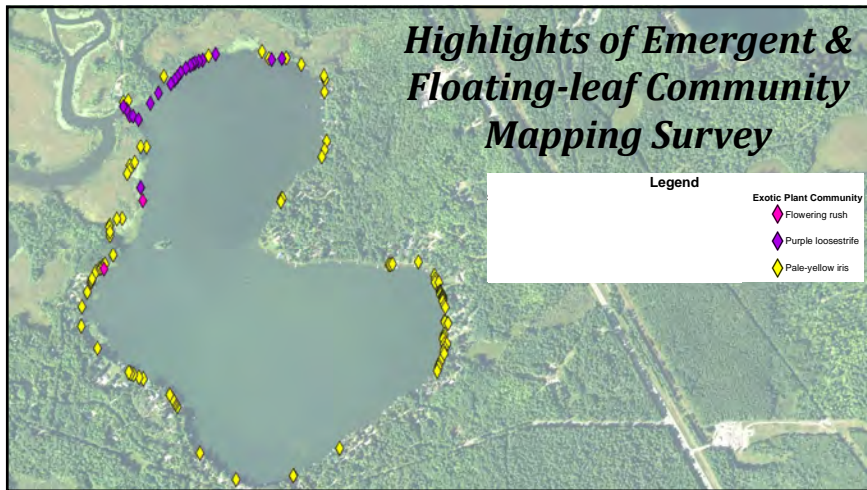 Highlights of Emergent &
Floating-leaf Community
Mapping Survey
Legend
Exotic Plant Community
Flowering rush
Purple loosestrife
Pale-yellow iris